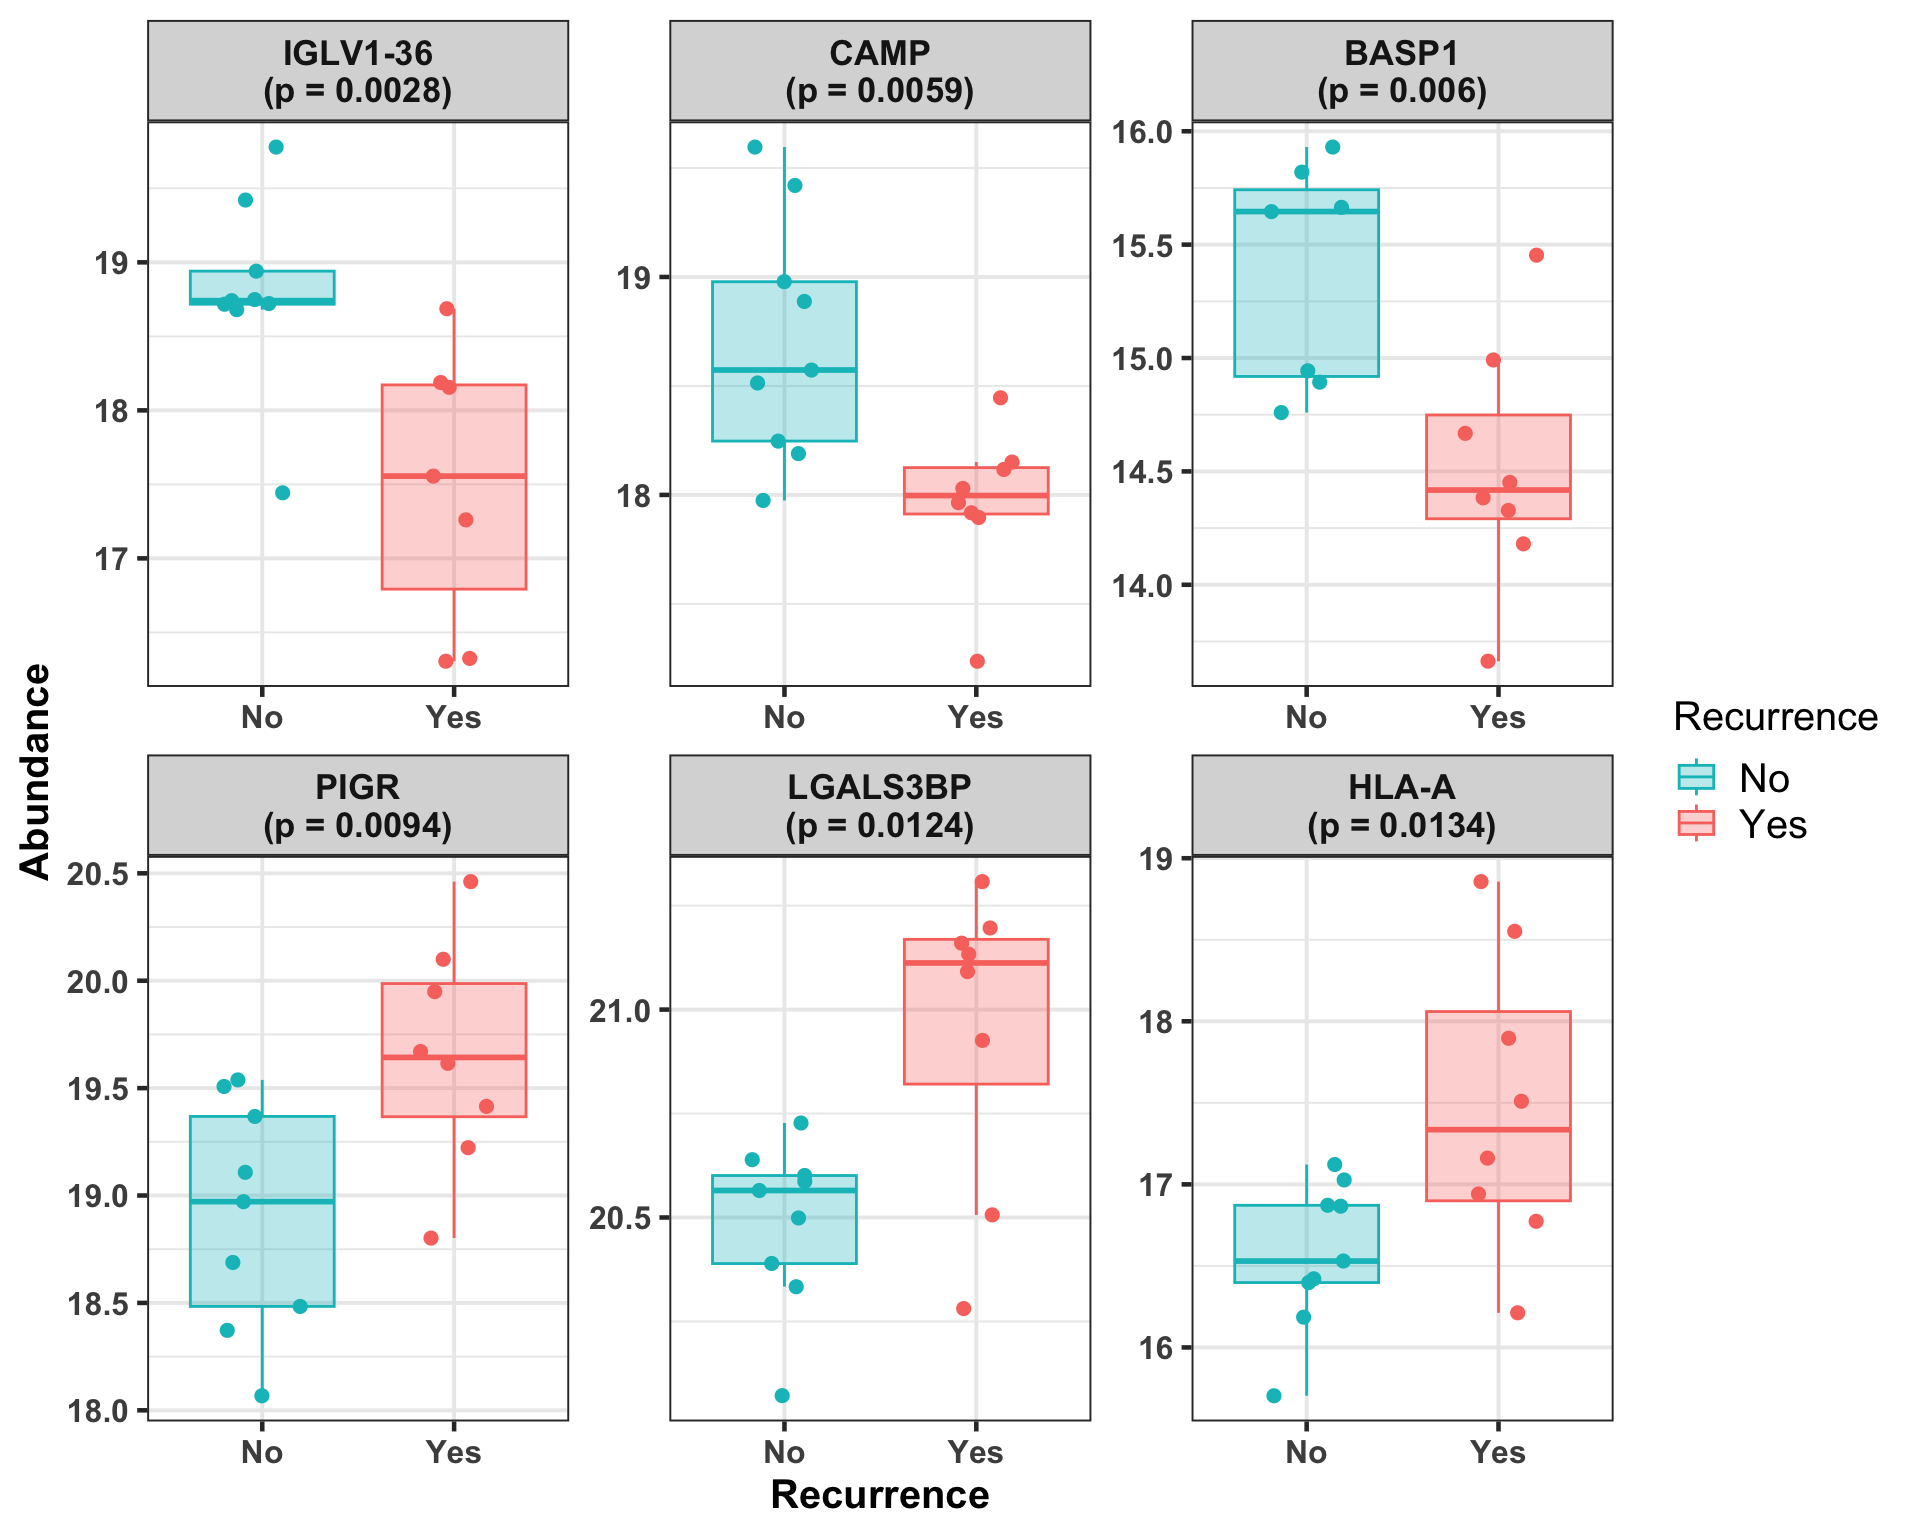 IGLV1-36
(p = 0.0028)
CAMP
(p = 0.0059)
BASP1
(p = 0.006)
19
18
17
19
18
16.0
15.5
15.0
14.5
14.0
No
Yes
No
Yes
No
Yes
PIGR
(p = 0.0094)
LGALS3BP
(p = 0.0124)
HLA-A
(p = 0.0134)
20.5
20.0
19.5
19.0
18.5
18.0
21.0
20.5
19
18
17
16
No
Yes
No
Yes
No
Yes
Abundance
Recurrence
Recurrence
No
Yes